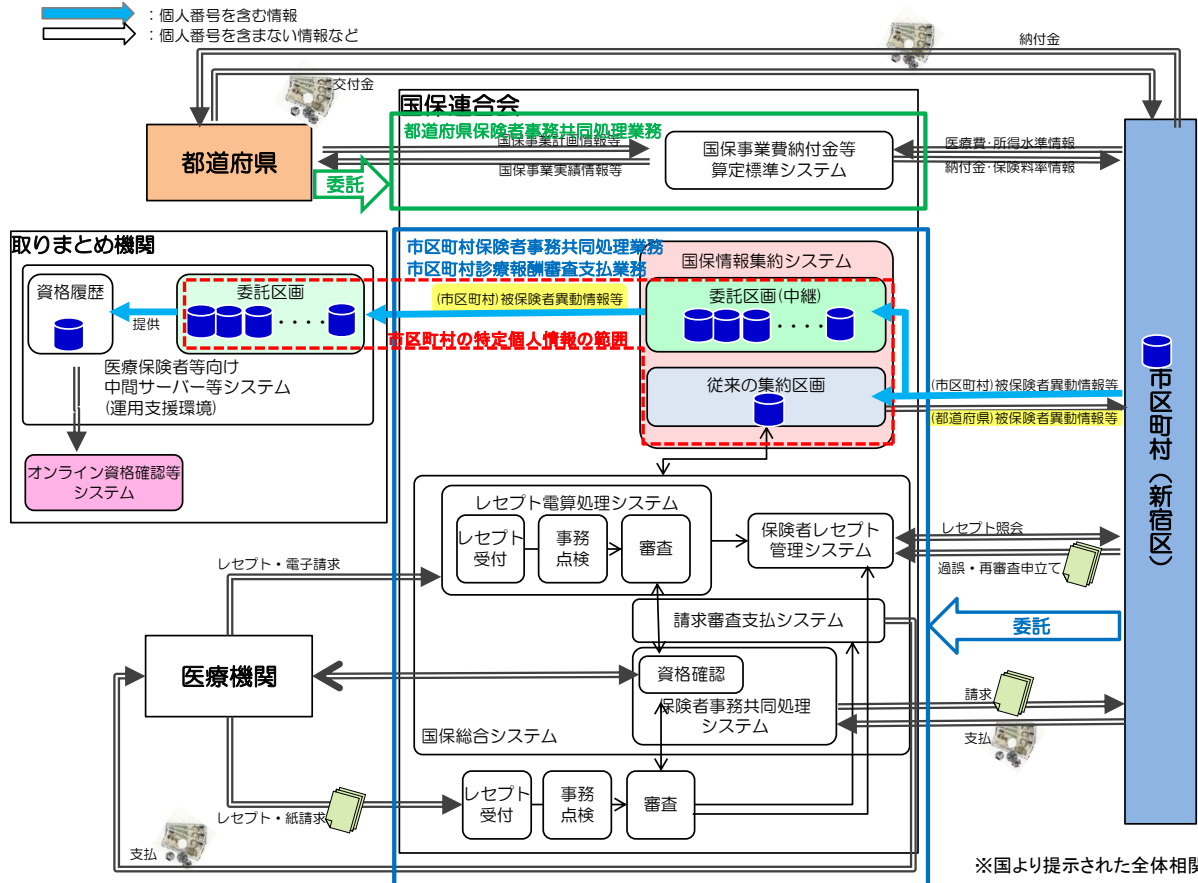 ：個人番号を含む情報
：個人番号を含まない情報など
納付金
交付金
国保連合会
都道府県保険者事務共同処理業務
都道府県
国保事業計画情報等
国保事業実績情報等
委託
国保事業費納付金等
算定標準システム
医療費・所得水準情報
納付金・保険料率情報
取りまとめ機関
資格履歴
提供
委託区画
‥‥
医療保険者等向け
中間サーバー等システム
(運用支援環境)
オンライン資格確認等
システム
市区町村保険者事務共同処理業務
市区町村診療報酬審査支払業務
(市区町村)被保険者異動情報等
市区町村の特定個人情報の範囲
国保情報集約システム
委託区画(中継)
‥‥
従来の集約区画
(市区町村)被保険者異動情報等
(都道府県)被保険者異動情報等
市区町村（新宿区）
レセプト電算処理システム
レセプト
受付
事務
点検
審査
保険者レセプト
管理システム
レセプト照会
過誤・再審査申立て
レセプト・電子請求
請求審査支払システム
委託
医療機関
資格確認
保険者事務共同処理
システム
請求
支払
国保総合システム
レセプト・紙請求
レセプト
受付
事務
点検
審査
支払
※国より提示された全体相関